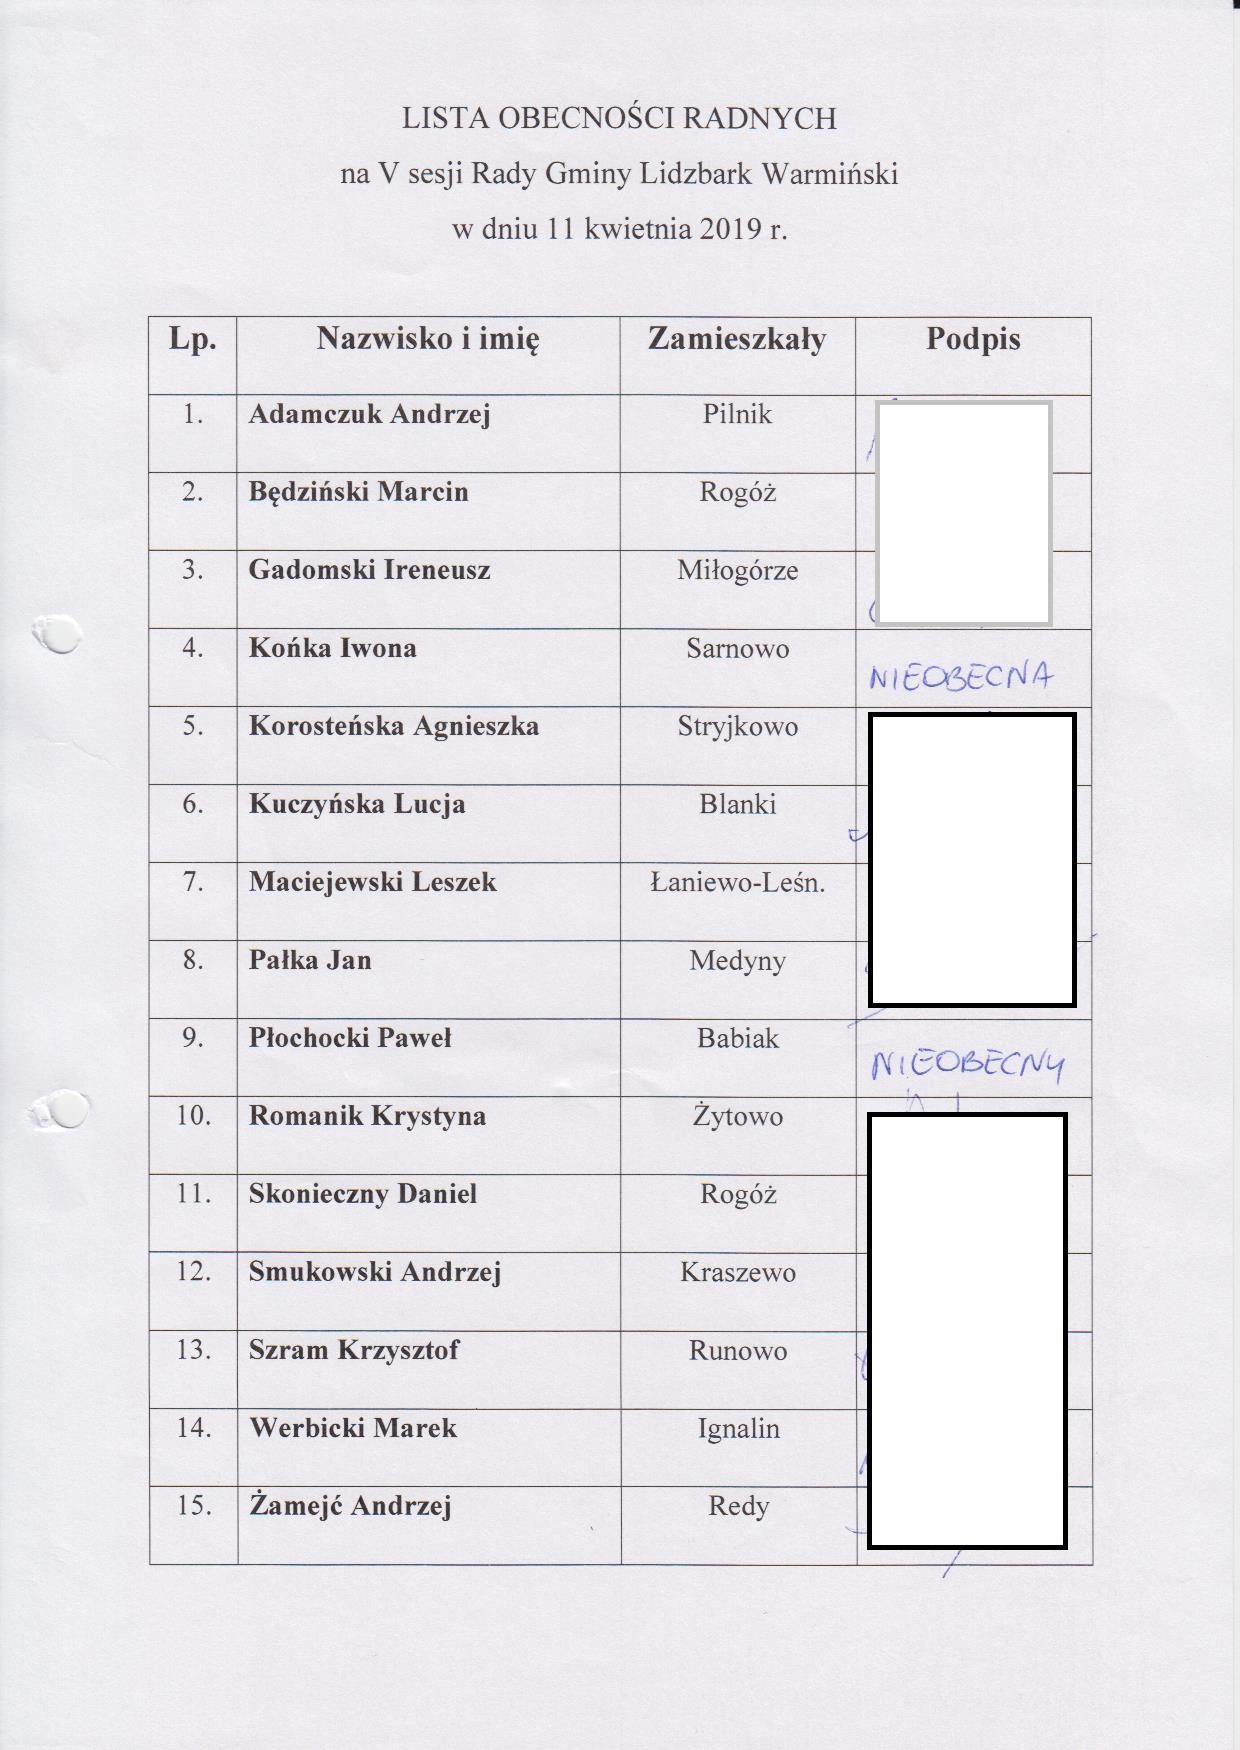 LISTA OBECNOŚCI RADNYCH
na V sesji Rady Gminy Lidzbark Warmiński
w dniu 11 kwietnia 2019 r.
Lp. Nazwisko i imię Zamieszkały Podpis
1. Adamczuk Andrzej Pilnik
2. Będziński Marcin Rogóż
3. Gadomski Ireneusz Miłogórze
4. Końka Iwona Sarnowo NIEOBECNA
5. Korosteńska Agnieszka Stryjkowo
6. Kuczyńska Lucja Blanki
7. Maciejewski Leszek Łaniewo-Leśn.
8. Pałka Jan Medyny
9. Płochocki Paweł Babiak NIEOBECNY
10. Romanik Krystyna Żytowo
11. Skonieczny Daniel Rogóż
12. Smukowski Andrzej Kraszewo
13. Szram Krzysztof Runowo
14. Werbicki Marek Ignalin
15. Żamejć Andrzej Redy